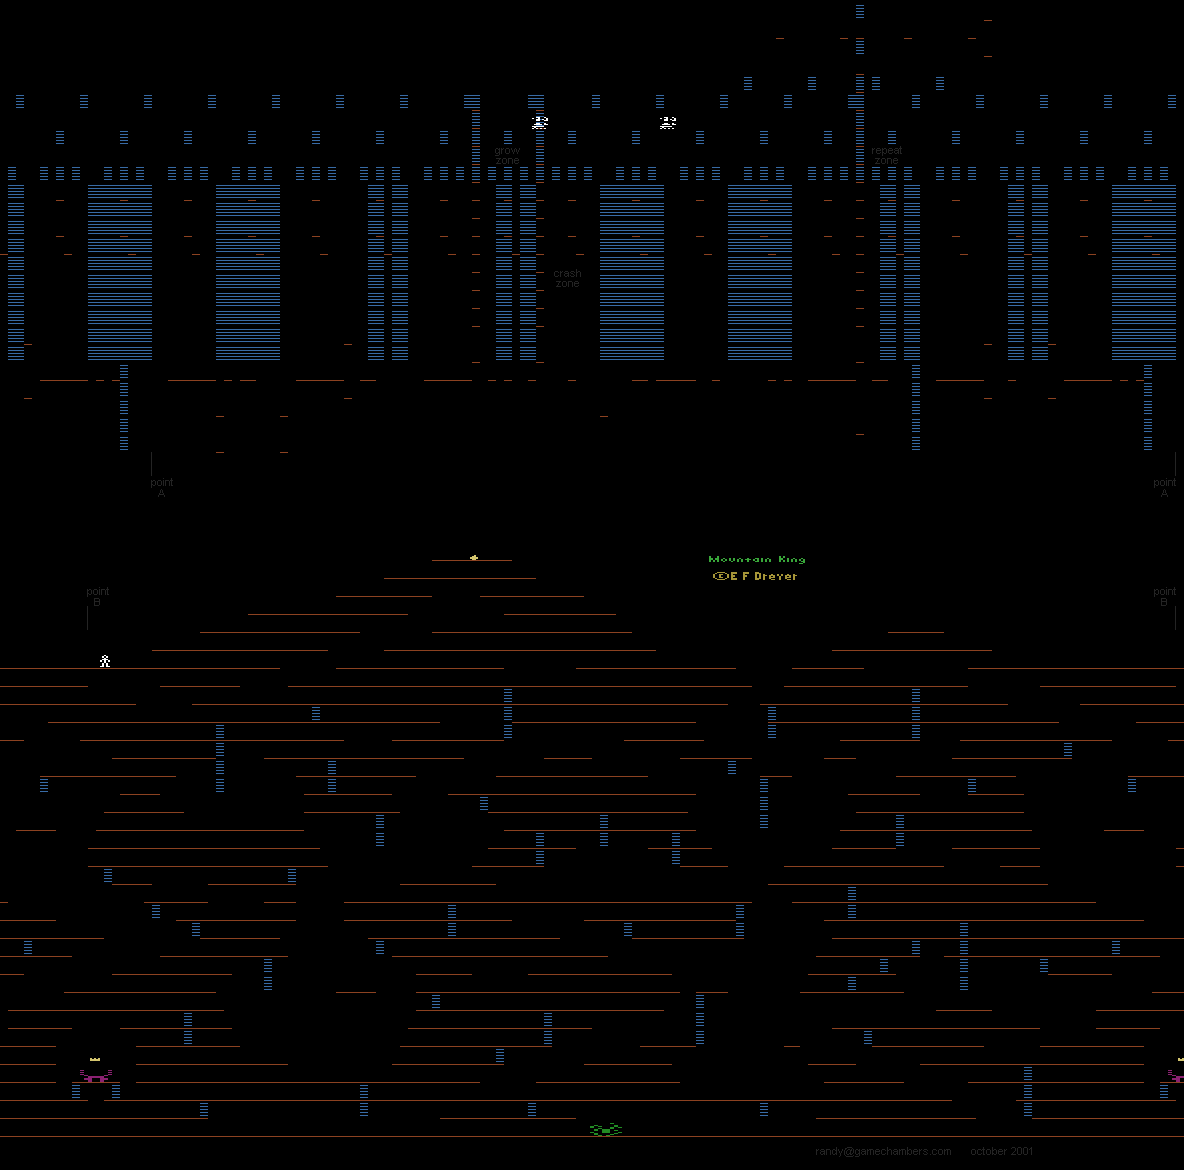 grow
zone
repeat
zone
crash
zone
point
A
point
A
Mountain King
© E F Dreyer
point
B
point
B
randy@gamechambers.com october 2001